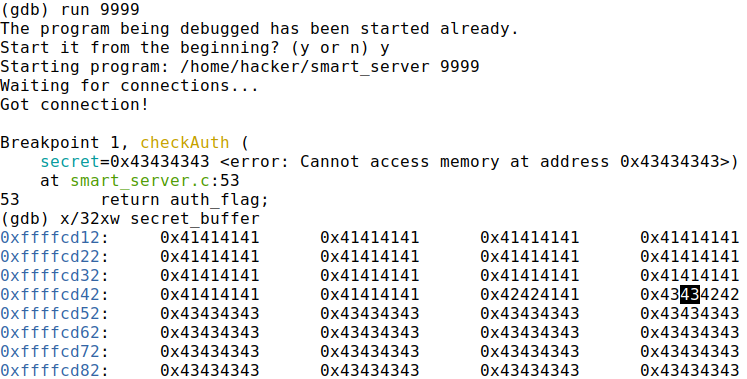 (gdb) run 9999
The program being debugged has been started already.
Start it from the beginning? (y or n) y
Starting program: /home/hacker/smart_server 9999
Waiting for connections...
Got connection!
Breakpoint 1, checkAuth (
    secret=0x43434343 <error: Cannot access memory at address 0x43434343>)
    at smart_server.c:53
53        return auth_flag;
(gdb) x/32xw secret_buffer
0xffffcd12:     0x41414141      0x41414141      0x41414141      0x41414141
0xffffcd22:     0x41414141      0x41414141      0x41414141      0x41414141
0xffffcd32:     0x41414141      0x41414141      0x41414141      0x41414141
0xffffcd42:     0x41414141      0x41414141      0x42424141      0x43434242
0xffffcd52:     0x43434343      0x43434343      0x43434343      0x43434343
0xffffcd62:     0x43434343      0x43434343      0x43434343      0x43434343
0xffffcd72:     0x43434343      0x43434343      0x43434343      0x43434343
0xffffcd82:     0x43434343      0x43434343      0x43434343      0x43434343